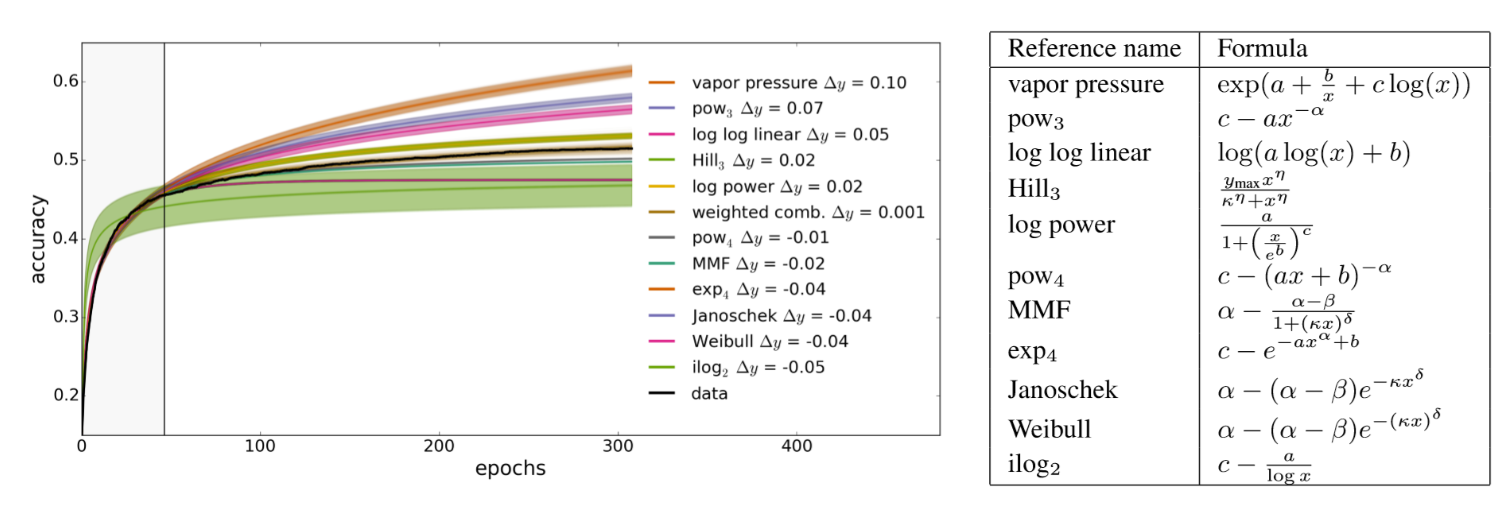 0.6
0.5
0.4
0.3
0.2
accuracy
0 100 200 300 400
epochs
vapor pressure Δy = 0.10
pow₃ Δy = 0.07
log log linear Δy = 0.05
Hill₃ Δy = 0.02
log power Δy = 0.02
weighted comb. Δy = 0.001
pow₄ Δy = -0.01
MMF Δy = -0.02
exp₄ Δy = -0.04
Janoschek Δy = -0.04
Weibull Δy = -0.04
ilog₂ Δy = -0.05
data
Reference name Formula
vapor pressure exp(a + b/x + c log(x))
pow₃ c − ax^{−α}
log log linear log(a log(x) + b)
Hill₃ y_{max}x^η / κ^η + x^η
log power a / 1+(x/e^b)^c
pow₄ c − (ax + b)^{−α}
MMF α − α−β / 1+(κx)^δ
exp₄ c − e^{−ax^α+b}
Janoschek α − (α − β)e^{−κx^δ}
Weibull α − (α − β)e^{−(κx)^δ}
ilog₂ c − a / log x